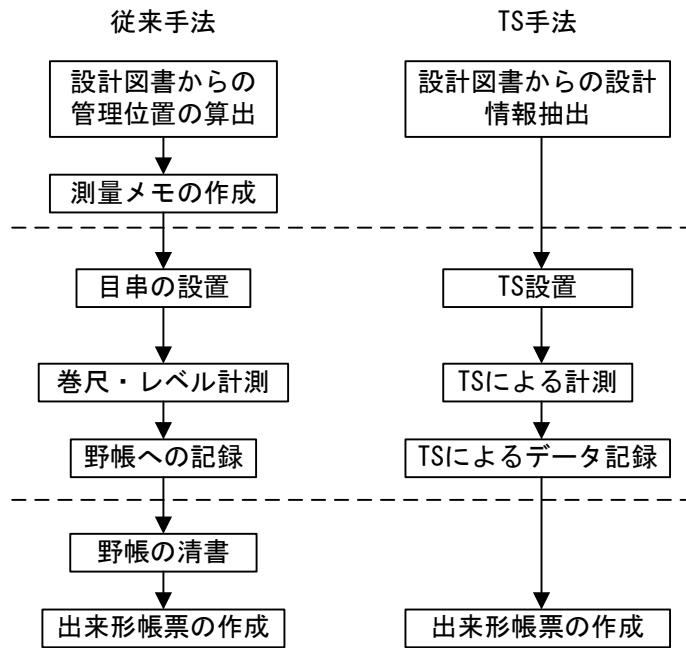 従来手法
設計図書からの
管理位置の算出
測量メモの作成
目串の設置
巻尺・レベル計測
野帳への記録
野帳の清書
出来形帳票の作成
TS手法
設計図書からの設計
情報抽出
TS設置
TSによる計測
TSによるデータ記録
出来形帳票の作成